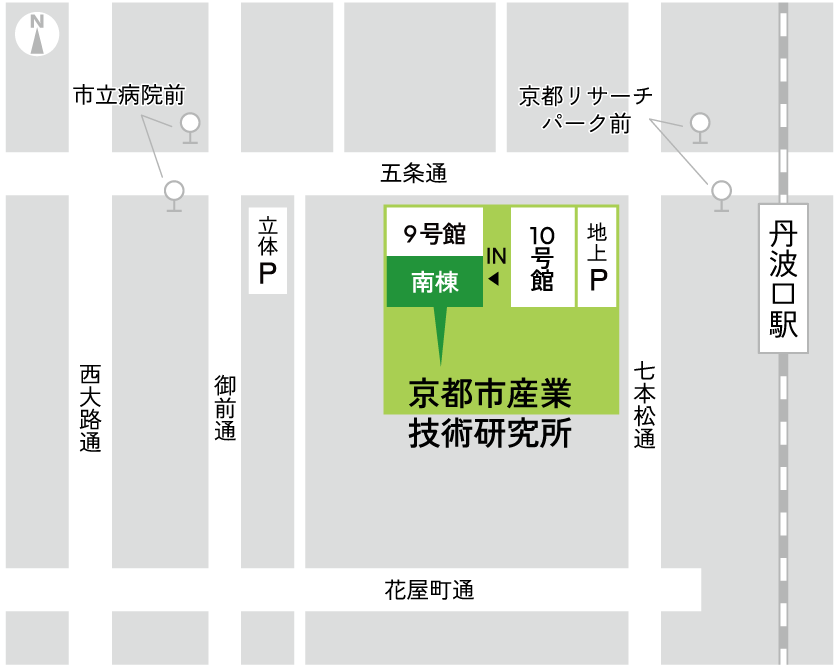 N
市立病院前
京都リサーチ
パーク前
五条通
立体
P
9号館
南棟
IN
10号館
地上
P
丹波口駅
京都市産業
技術研究所
西大路通
御前通
七本松通
花屋町通